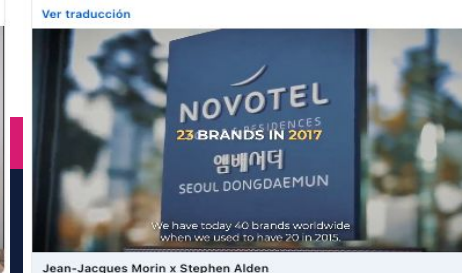 Ver traducción
NOVOTEL
RESIDENCES
23 BRANDS IN 2017
앰배서더
SEOUL DONGDAEMUN
We have today 40 brands worldwide
when we used to have 20 in 2015.
Jean-Jacques Morin x Stephen Alden